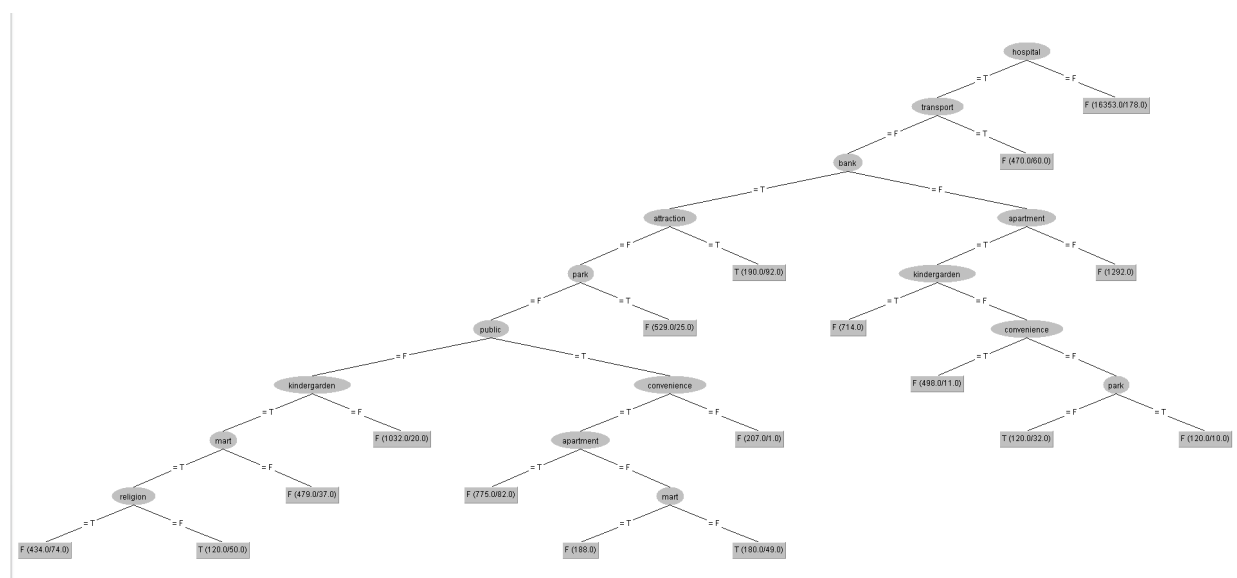 hospital
= T = F
transport F (16353.0/178.0)
= F = T
bank F (470.0/60.0)
= T = F
attraction apartment
= F = T = T = F
park T (190.0/92.0) kindergarden F (1292.0)
= F = T = T = F
public F (529.0/25.0) F (714.0) convenience
= F = T = T = F
kindergarden convenience F (498.0/11.0) park
= T = F = T = F = F = T
mart F (1032.0/20.0) apartment F (207.0/1.0) T (120.0/32.0) F (120.0/10.0)
= T = F = T = F
religion F (479.0/37.0) F (775.0/82.0) mart
= T = F = T = F
F (434.0/74.0) T (120.0/50.0) F (188.0) T (180.0/49.0)